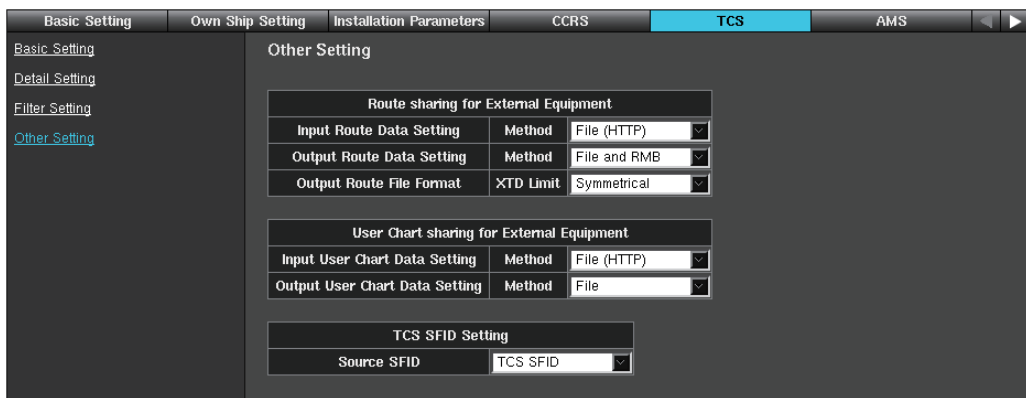 Basic Setting Own Ship Setting Installation Parameters CCRS TCS AMS
Basic Setting
Detail Setting
Filter Setting
Other Setting
Other Setting
Route sharing for External Equipment
Input Route Data Setting Method File (HTTP)
Output Route Data Setting Method File and RMB
Output Route File Format XTD Limit Symmetrical
User Chart sharing for External Equipment
Input User Chart Data Setting Method File (HTTP)
Output User Chart Data Setting Method File
TCS SFID Setting
Source SFID TCS SFID